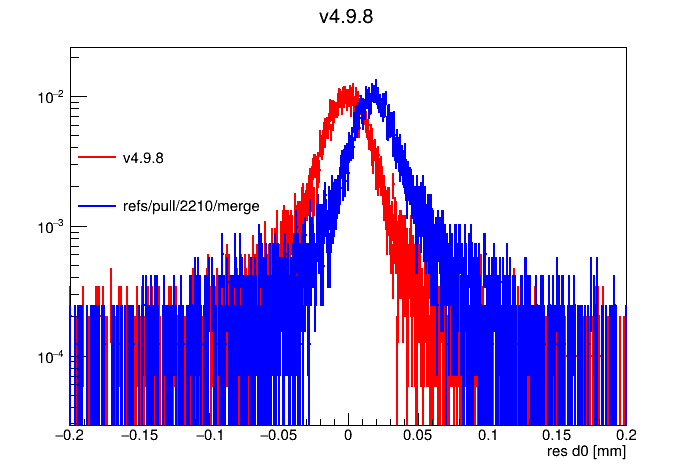 v4.9.8
10⁻²
v4.9.8
refs/pull/2210/merge
10⁻³
10⁻⁴
−0.2 −0.15 −0.1 −0.05 0 0.05 0.1 0.15 0.2
res d0 [mm]